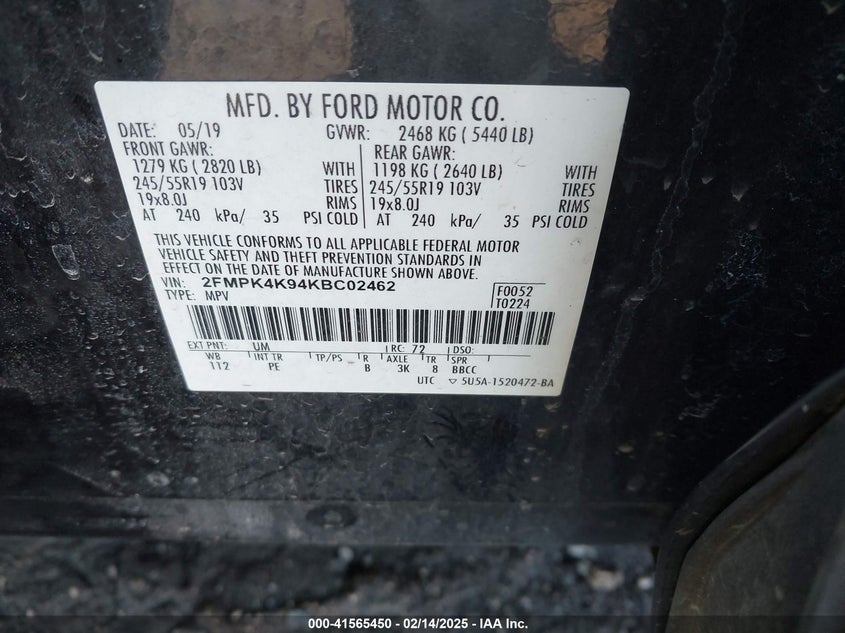 MFD. BY FORD MOTOR CO.
DATE: 05/19 GVWR: 2468 KG ( 5440 LB)
FRONT GAWR: REAR GAWR:
1279 KG ( 2820 LB) WITH 1198 KG ( 2640 LB) WITH
245/55R19 103V TIRES 245/55R19 103V TIRES
19x8.0J RIMS 19x8.0J RIMS
AT 240 kPa/ 35 PSI COLD AT 240 kPa/ 35 PSI COLD
THIS VEHICLE CONFORMS TO ALL APPLICABLE FEDERAL MOTOR
VEHICLE SAFETY AND THEFT PREVENTION STANDARDS IN
EFFECT ON THE DATE OF MANUFACTURE SHOWN ABOVE.
VIN: 2FMPK4K94KBC02462 F0052
TYPE: MPV T0224
EXT PNT: UM RC: 72 DSO:
WB INT TR TP/PS R AXLE TR SPR
112 PE B 3K 8 BBCC
UTC ▽ 5U5A-1520472-BA
000-41565450 - 02/14/2025 - IAA, Inc.